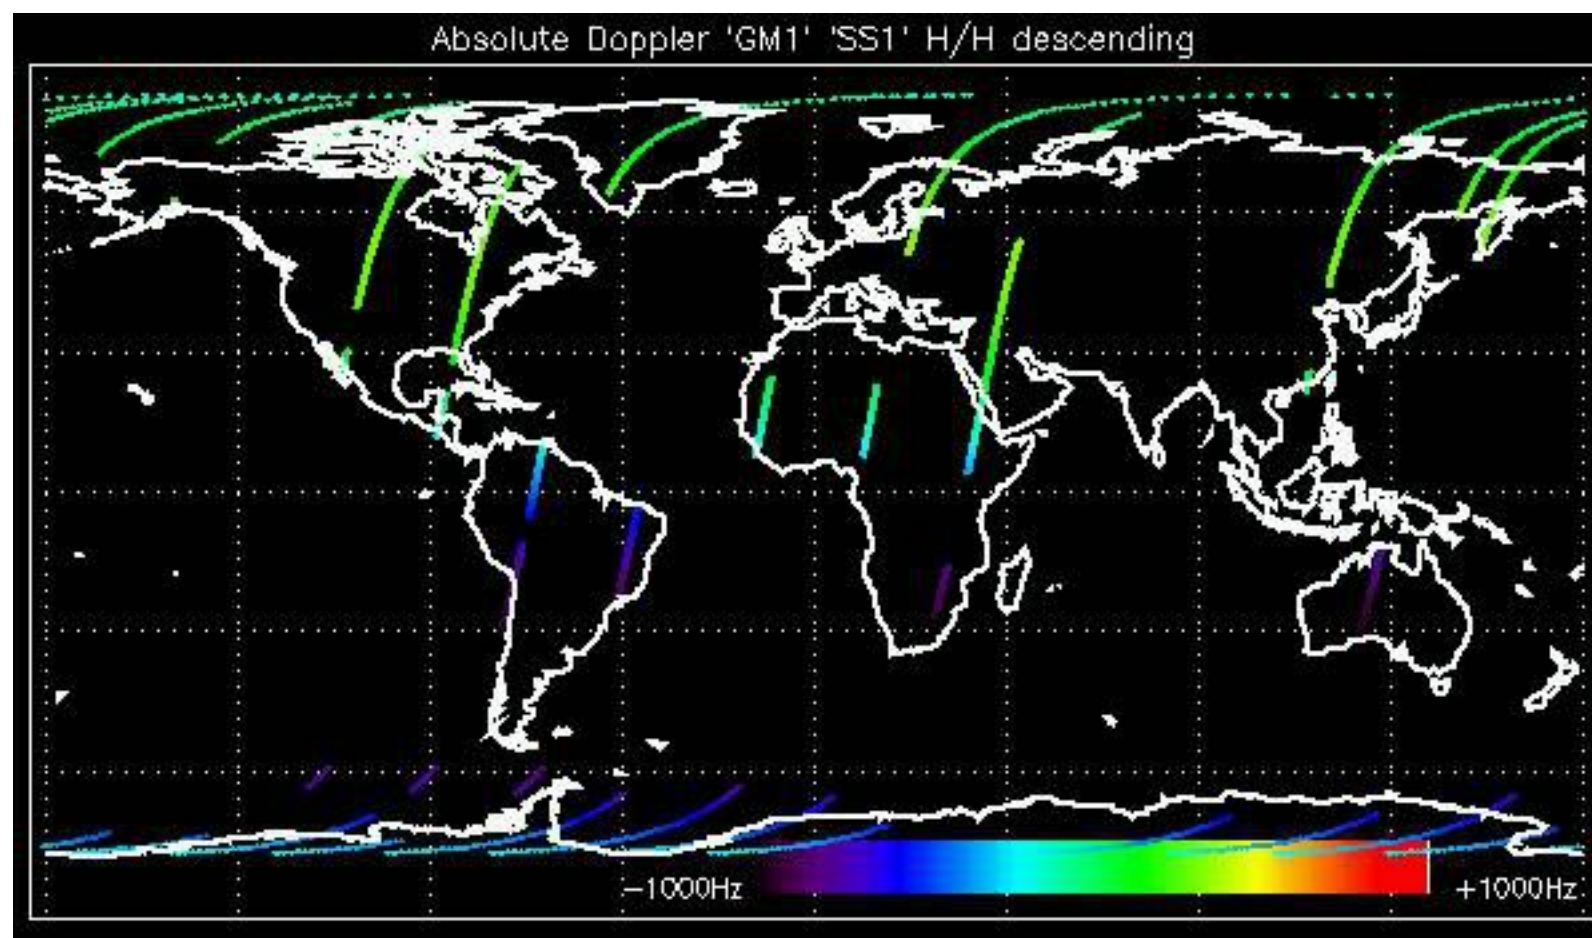 Absolute Doppler 'GM1' 'SS1' H/H descending
−1000Hz
+1000Hz